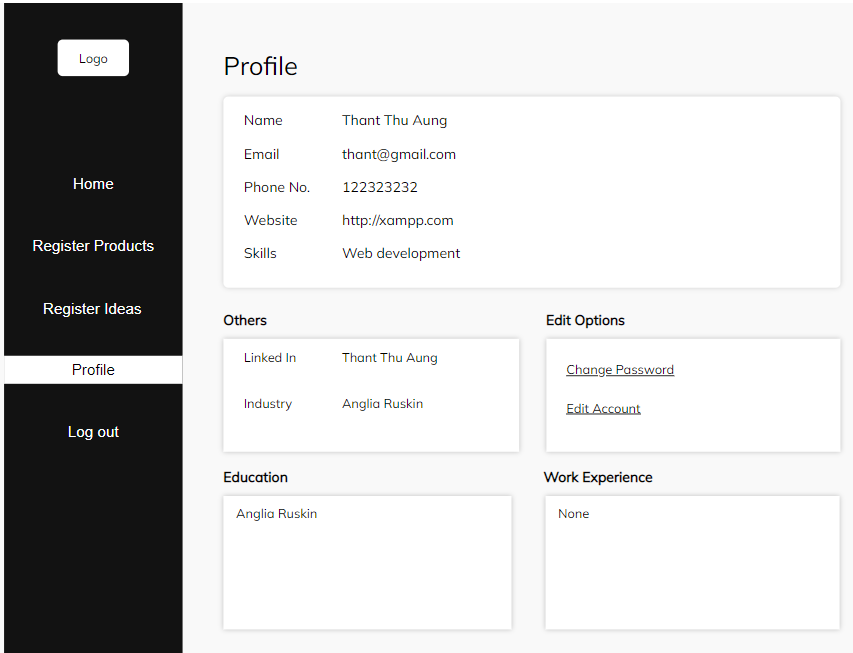 Logo
Home
Register Products
Register Ideas
Profile
Log out
Profile
Name Thant Thu Aung
Email thant@gmail.com
Phone No. 122323232
Website http://xampp.com
Skills Web development
Others
Linked In Thant Thu Aung
Industry Anglia Ruskin
Edit Options
Change Password
Edit Account
Education
Anglia Ruskin
Work Experience
None